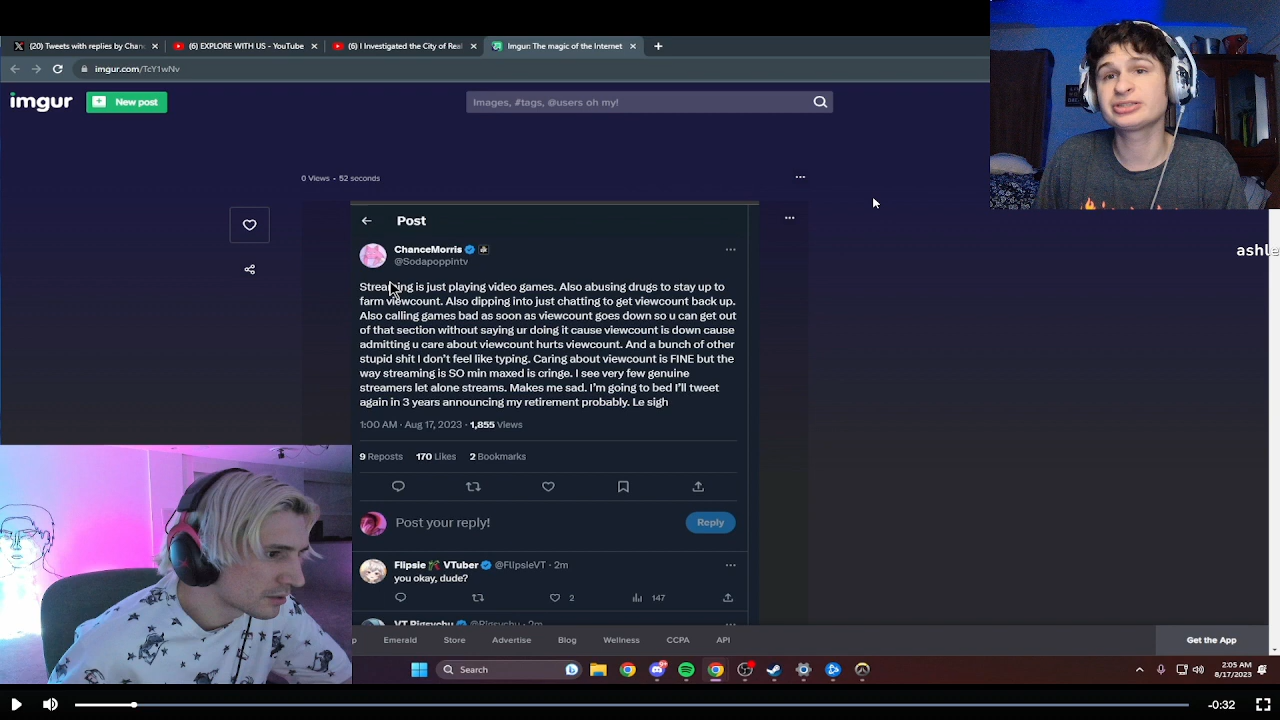 (20) Tweets with replies by Chan
(6) EXPLORE WITH US - YouTube
(6) I Investigated the City of Real
Imgur: The magic of the Internet
imgur.com/TcY1wNv
imgur
New post
Images, #tags, @users oh my!
0 Views - 52 seconds
Post
ChanceMorris
@Sodapoppintv
Streaming is just playing video games. Also abusing drugs to stay up to
farm viewcount. Also dipping into just chatting to get viewcount back up.
Also calling games bad as soon as viewcount goes down so u can get out
of that section without saying ur doing it cause viewcount is down cause
admitting u care about viewcount hurts viewcount. And a bunch of other
stupid shit I don't feel like typing. Caring about viewcount is FINE but the
way streaming is SO min maxed is cringe. I see very few genuine
streamers let alone streams. Makes me sad. I'm going to bed I'll tweet
again in 3 years announcing my retirement probably. Le sigh
1:00 AM · Aug 17, 2023 · 1,855 Views
9 Reposts 170 Likes 2 Bookmarks
Post your reply!
Reply
Flipsie VTuber @FlipsieVT · 2m
you okay, dude?
2
147
ashle
p Emerald Store Advertise Blog Wellness CCPA API
Get the App
Search
2:05 AM
8/17/2023
-0:32